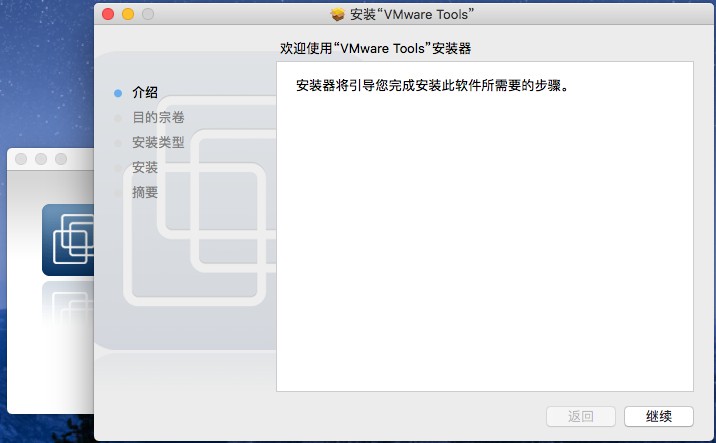 安装“VMware Tools”
欢迎使用“VMware Tools”安装器
介绍
目的宗卷
安装类型
安装
摘要
安装器将引导您完成安装此软件所需要的步骤。
返回
继续